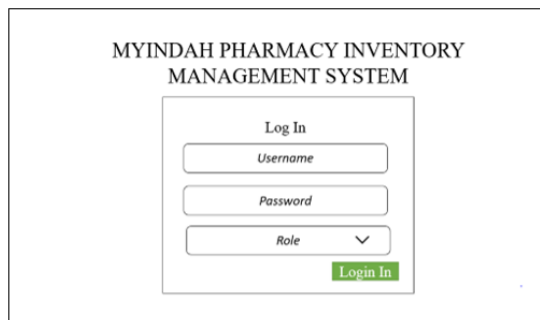 MYINDAH PHARMACY INVENTORY
MANAGEMENT SYSTEM
Log In
Username
Password
Role
Login In